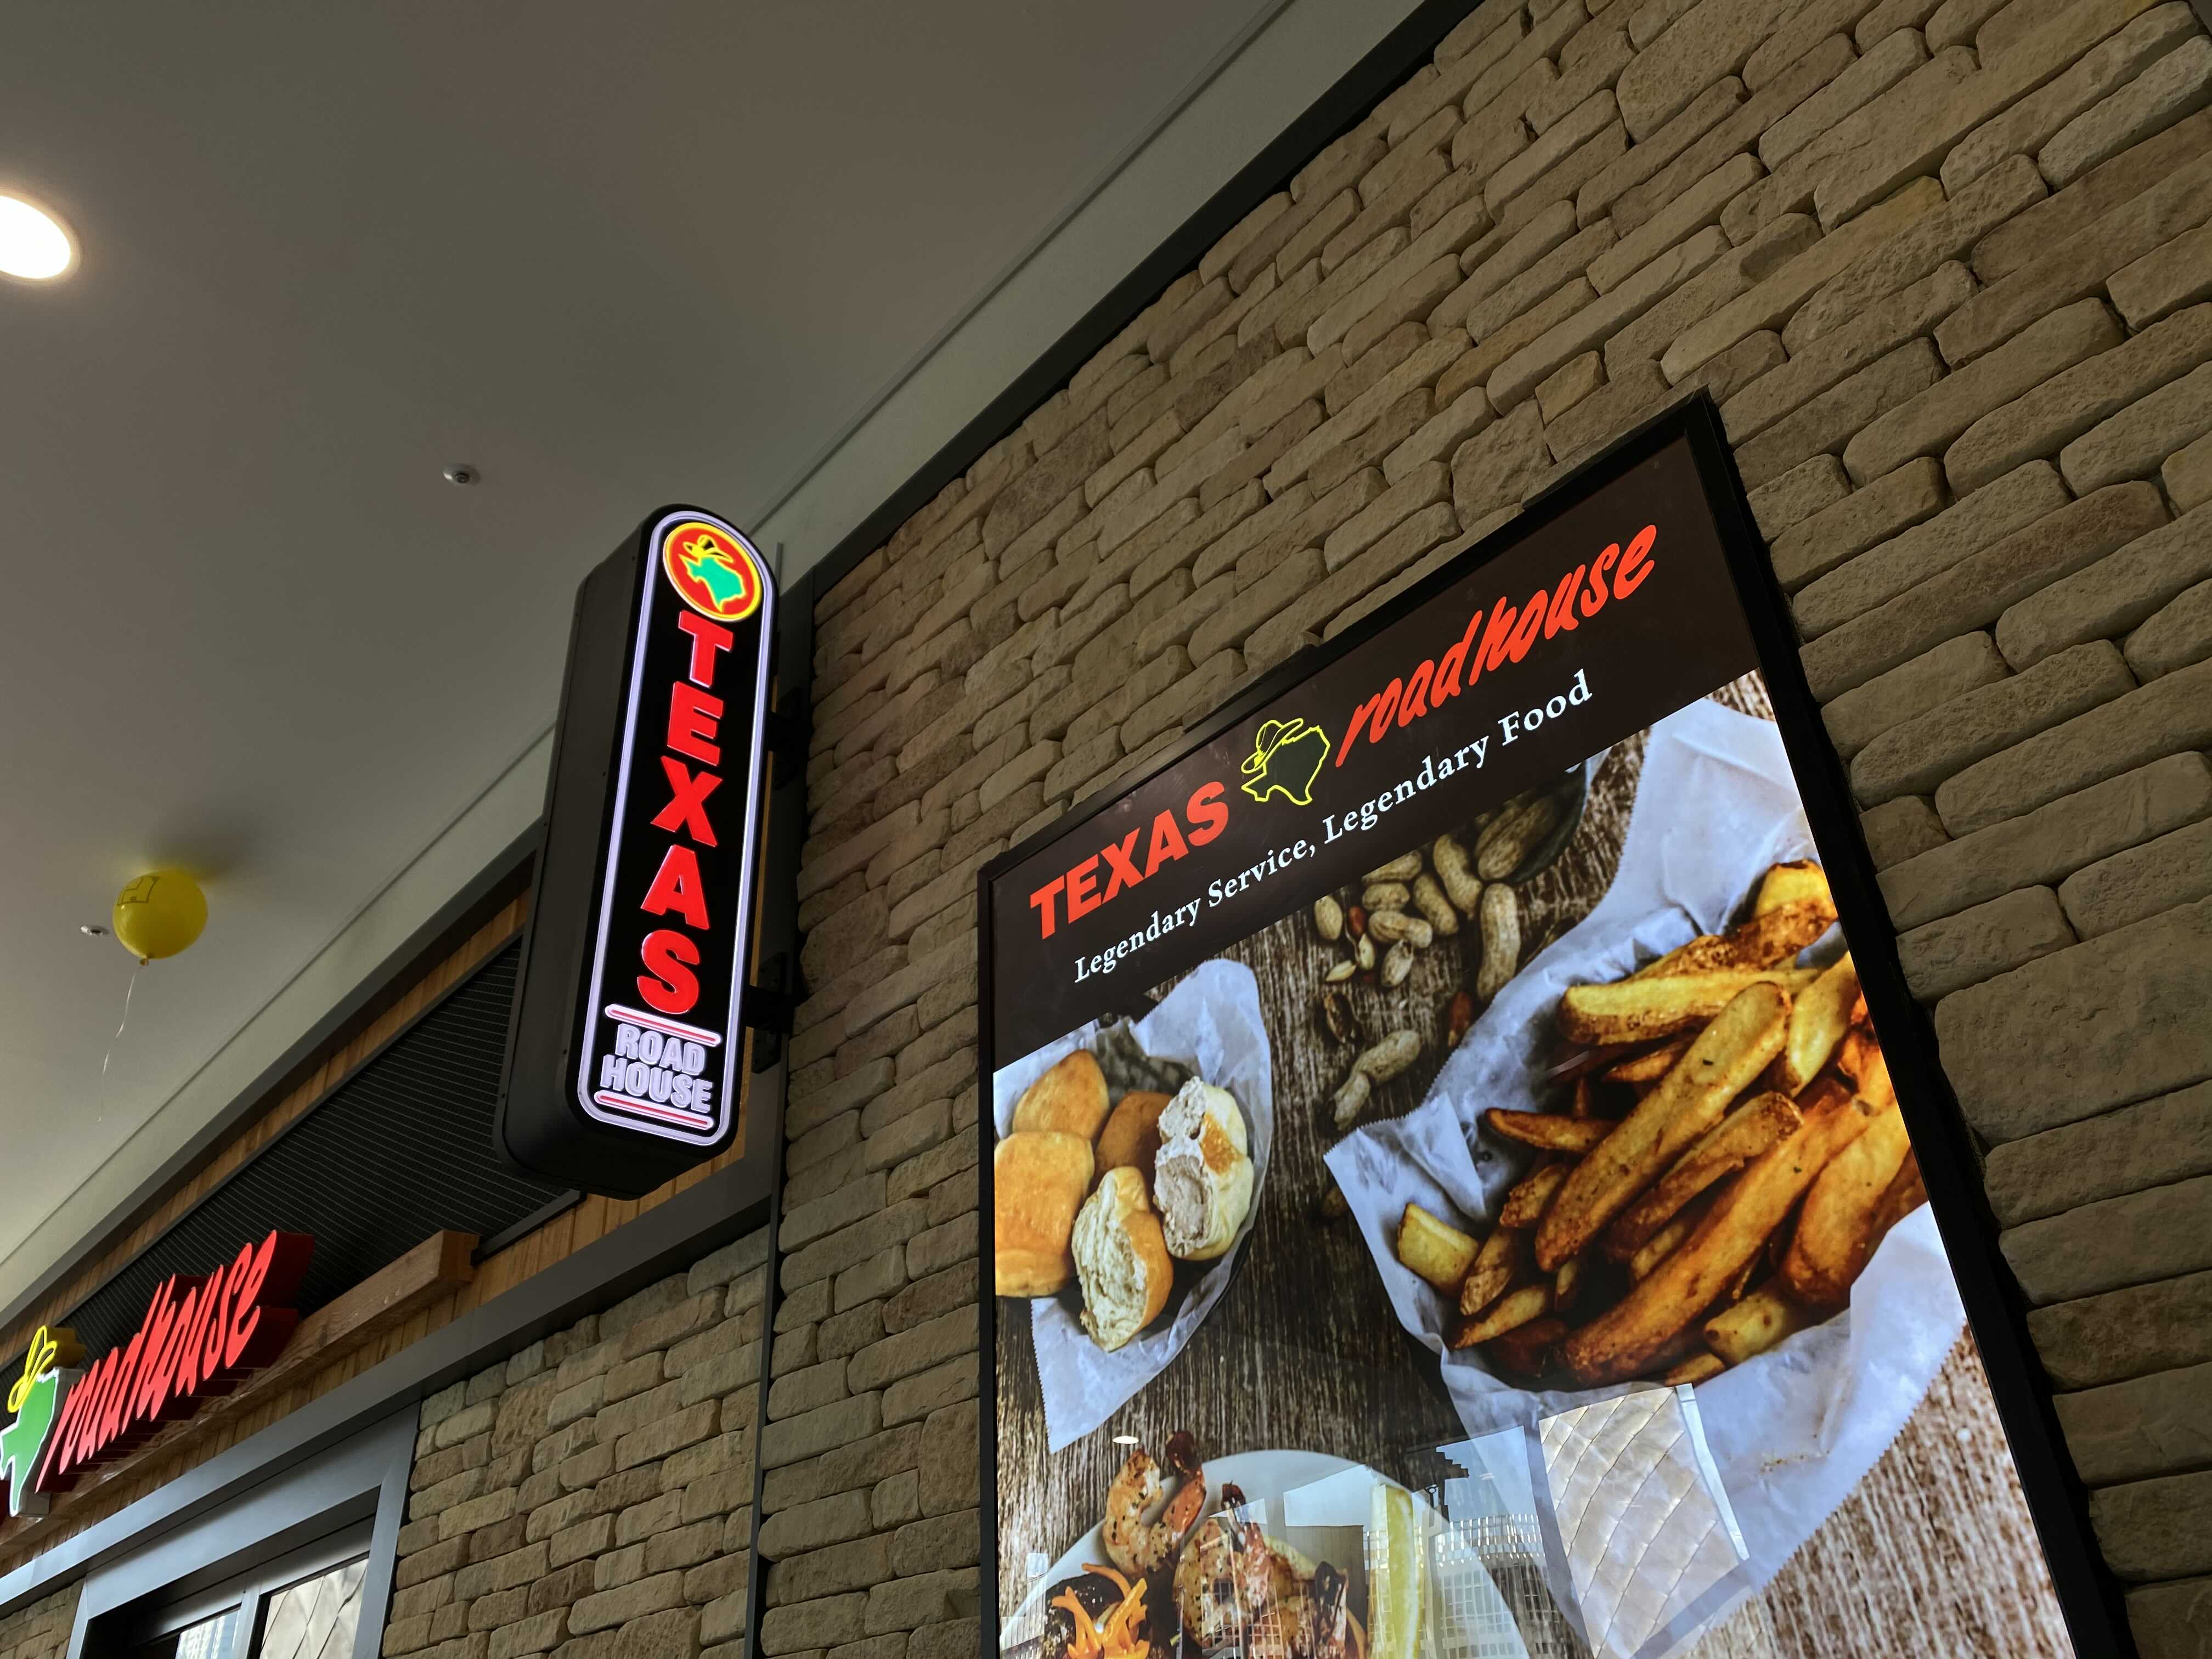 TEXAS
ROAD
HOUSE
roadhouse
TEXAS roadhouse
Legendary Service, Legendary Food